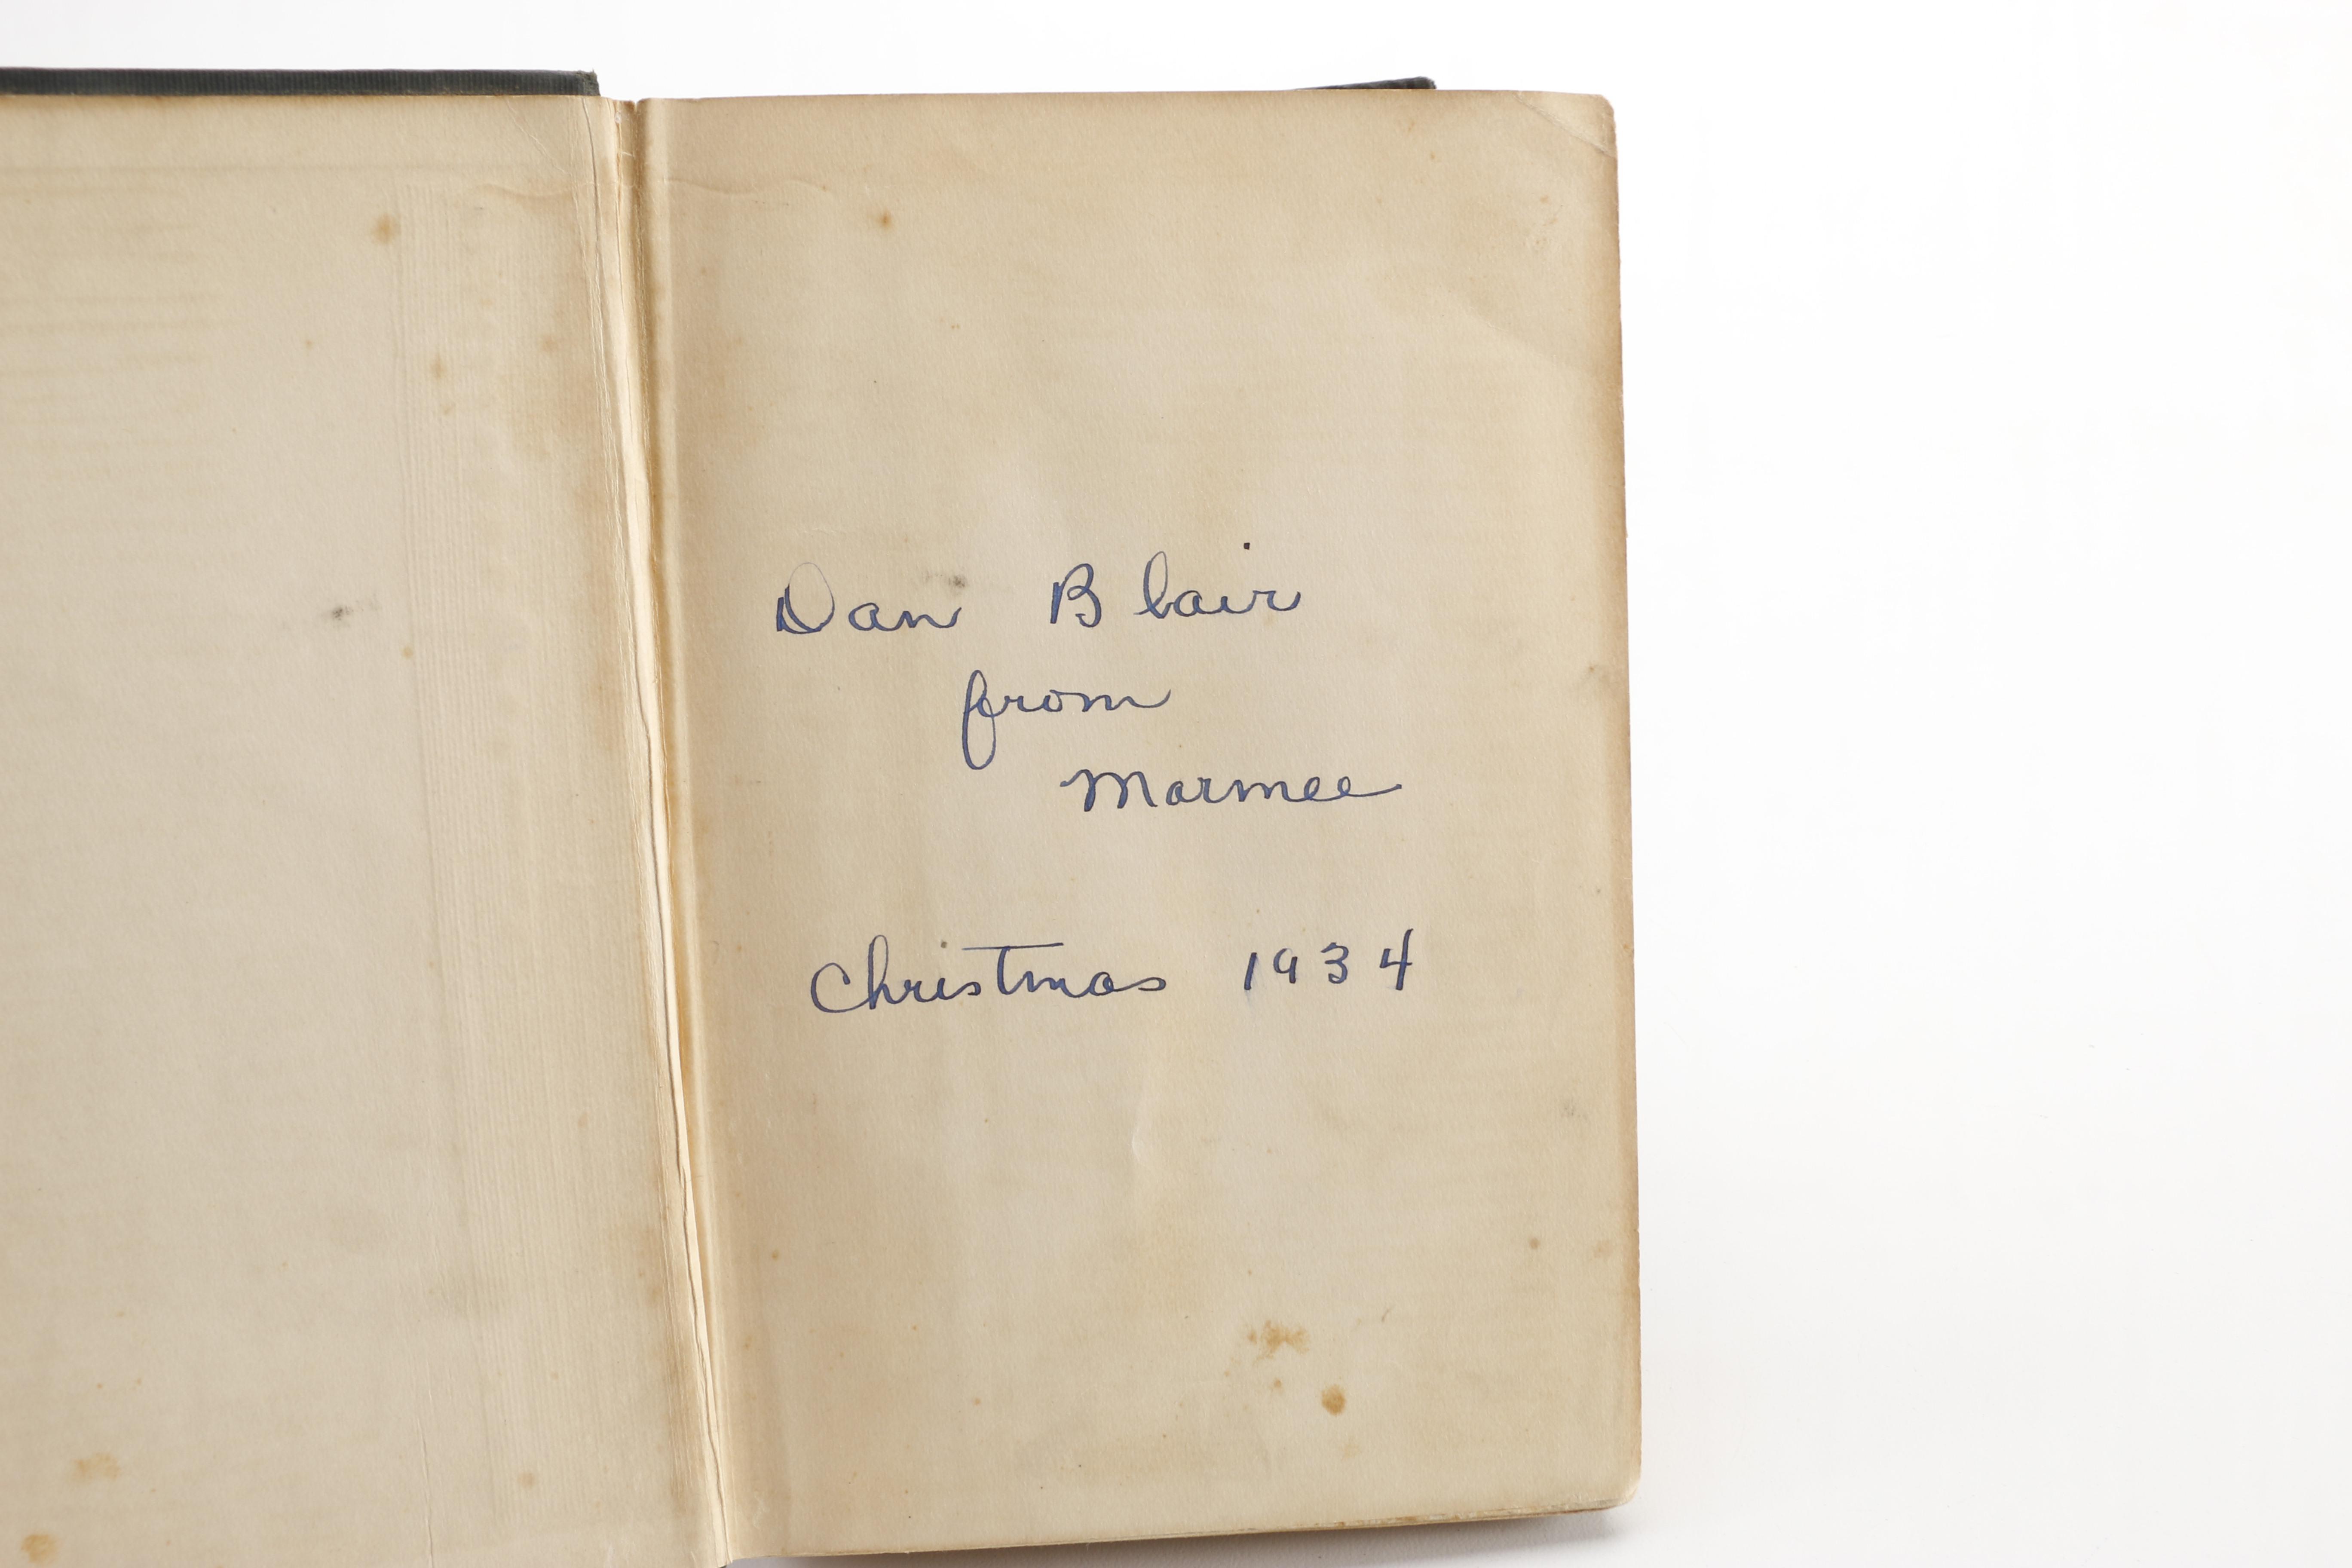 Dan Blair
from
Marmee
Christmas 1934